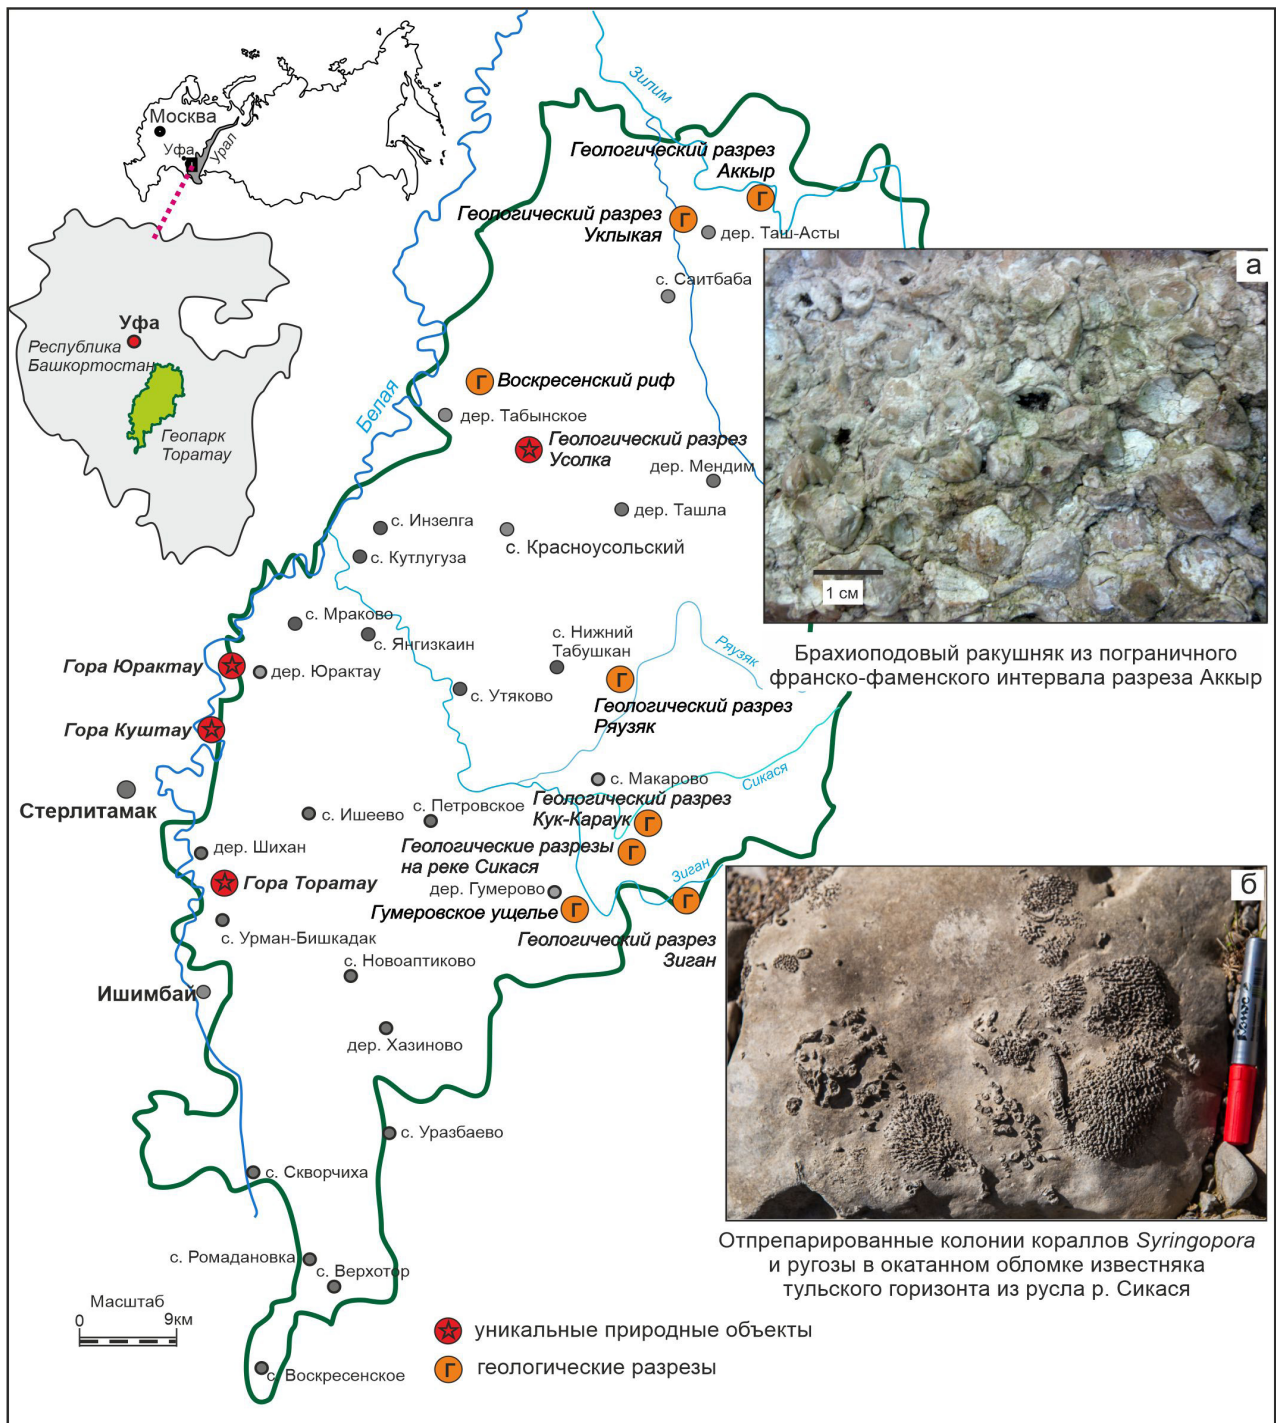 Москва
Уфа
Урал
Уфа
Республика
Башкортостан
Геопарк
Торатау
Зилим
Геологический разрез
Аккыр
Геологический разрез
Уклыкая
дер. Таш-Асты
с. Саитбаба
Белая
Воскресенский риф
дер. Табынское
Геологический разрез
Усолка
дер. Мендим
дер. Ташла
с. Инзелга
с. Красноусольский
с. Кутлугуза
с. Мраково
с. Янгизкаин
с. Нижний
Табушкан
Ряузяк
Гора Юрактау
дер. Юрактау
с. Утяково
Геологический разрез
Ряузяк
Гора Куштау
Стерлитамак
с. Макарово
Сикася
с. Ишеево
с. Петровское
Геологический разрез
Кук-Караук
дер. Шихан
Геологические разрезы
на реке Сикася
Зиган
Гора Торатау
дер. Гумерово
Гумеровское ущелье
с. Урман-Бишкадак
Геологический разрез
Зиган
с. Новоаптиково
Ишимбай
дер. Хазиново
с. Уразбаево
с. Скворчиха
с. Ромадановка
с. Верхотор
с. Воскресенское
Масштаб
0 9км
уникальные природные объекты
Г геологические разрезы
а
1 см
Брахиоподовый ракушняк из пограничного
франско-фаменского интервала разреза Аккыр
б
Отпрепарированные колонии кораллов Syringopora
и ругозы в окатанном обломке известняка
тульского горизонта из русла р. Сикася